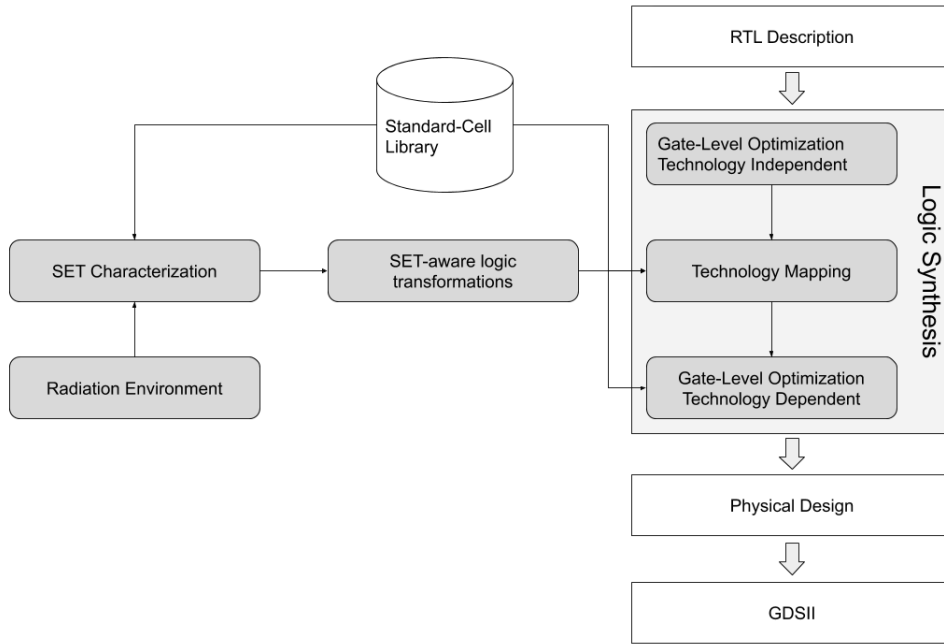 RTL Description
Standard-Cell
Library
Gate-Level Optimization
Technology Independent
Logic Synthesis
SET Characterization
SET-aware logic
transformations
Technology Mapping
Radiation Environment
Gate-Level Optimization
Technology Dependent
Physical Design
GDSII